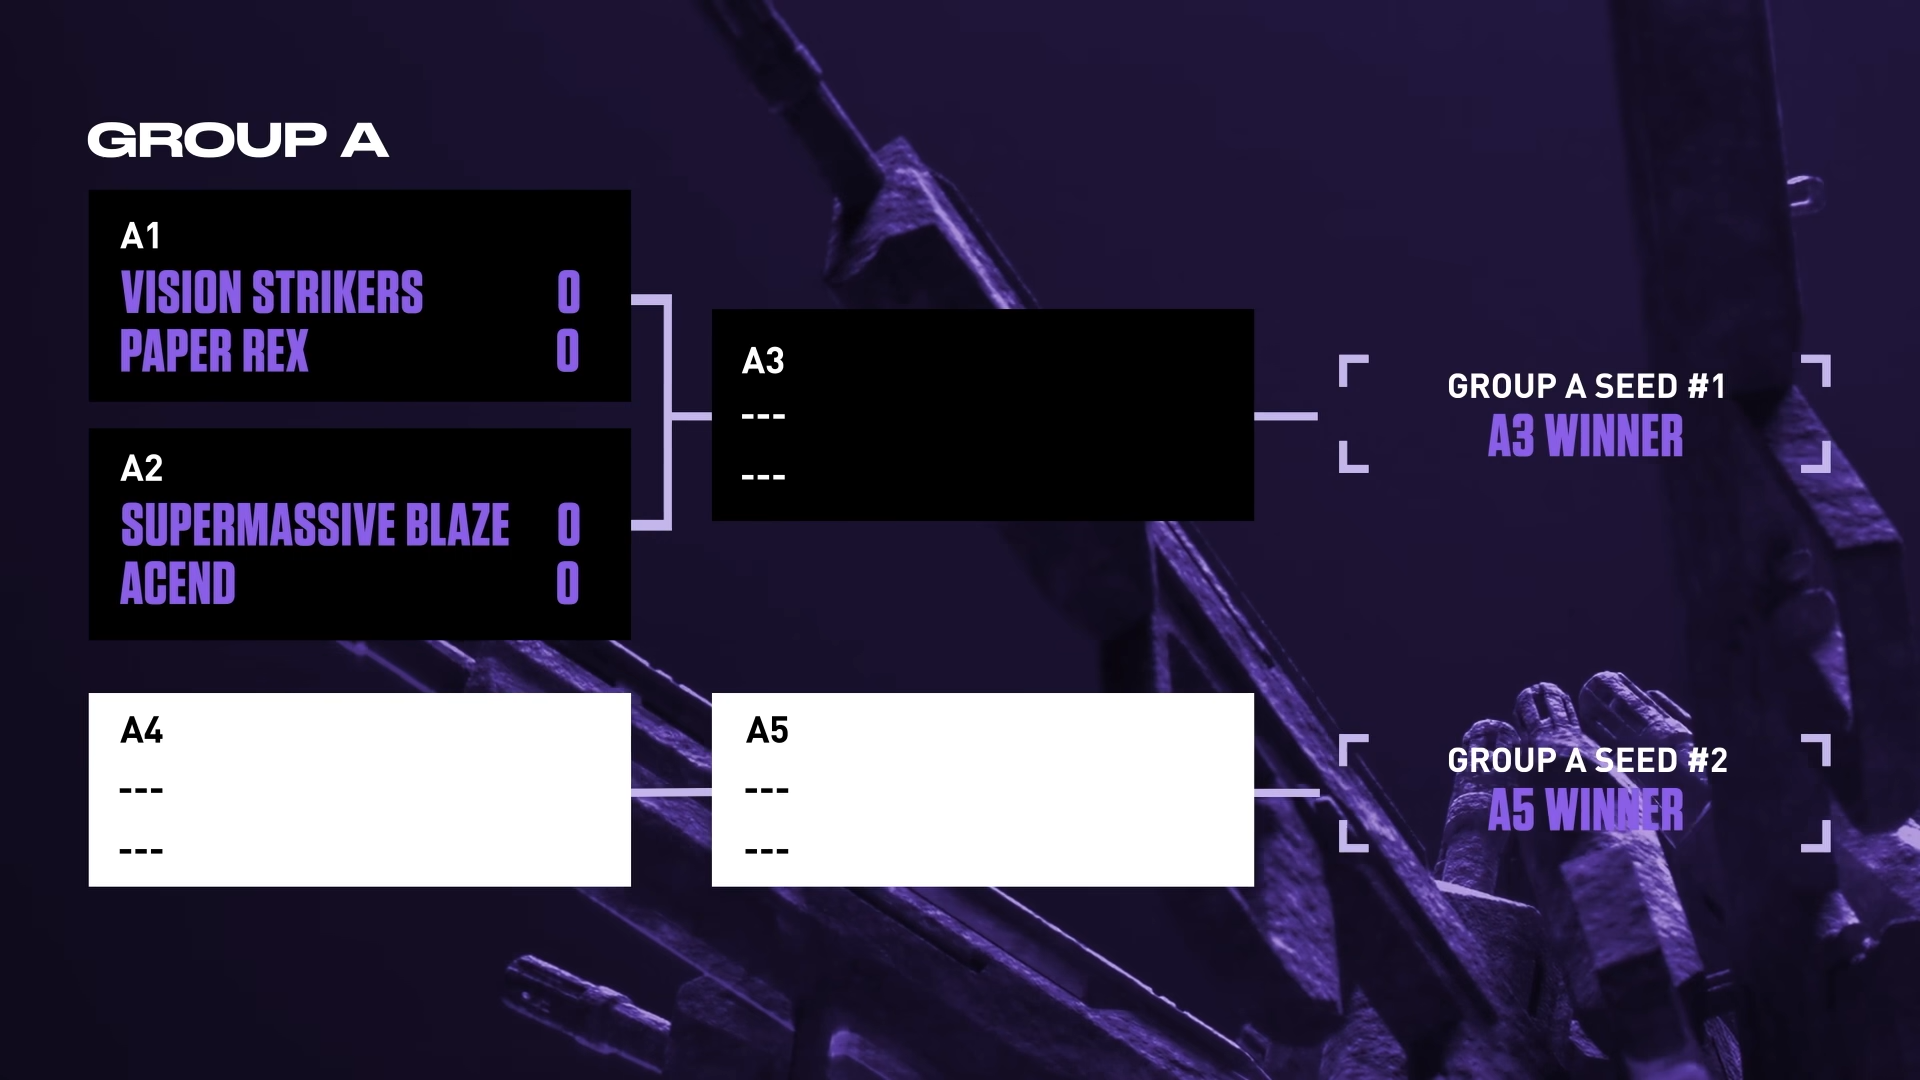 GROUP A
A1
VISION STRIKERS 0
PAPER REX 0
A2
SUPERMASSIVE BLAZE 0
ACEND 0
A3
---
---
GROUP A SEED #1
A3 WINNER
A4
---
---
A5
---
---
GROUP A SEED #2
A5 WINNER